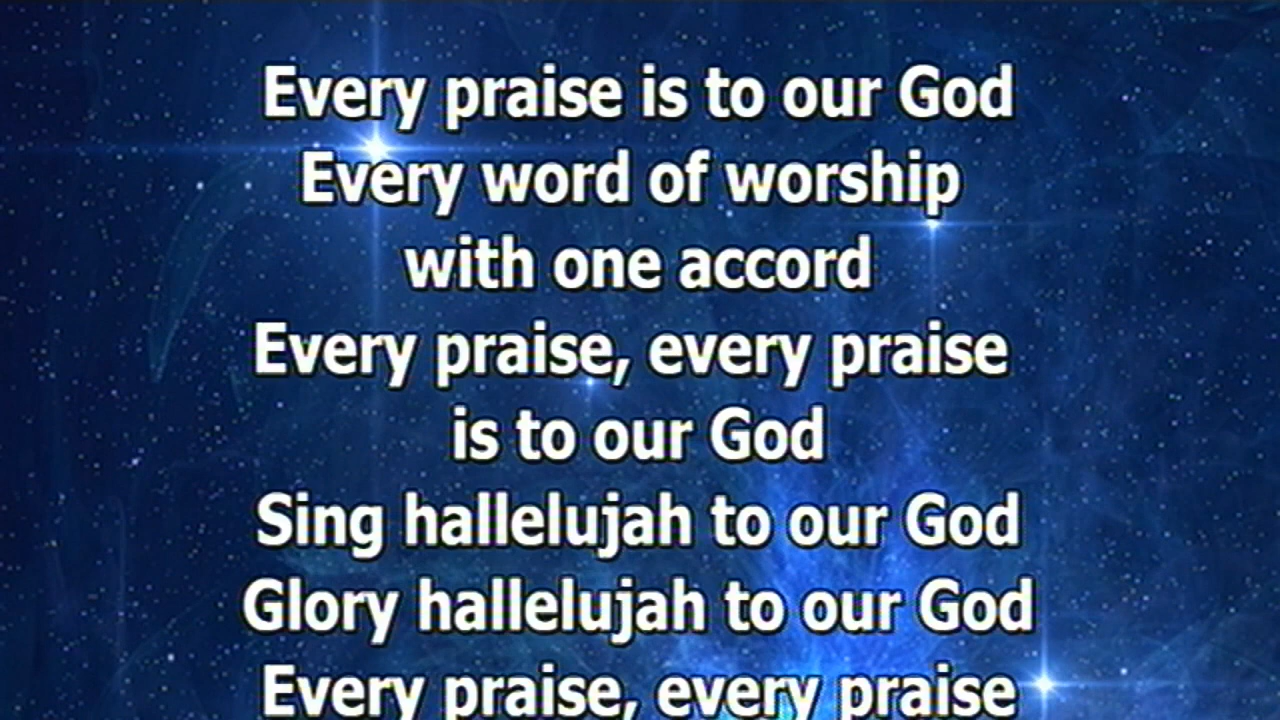 Every praise is to our God
Every word of worship
with one accord
Every praise, every praise
is to our God
Sing hallelujah to our God
Glory hallelujah to our God
Every praise, every praise